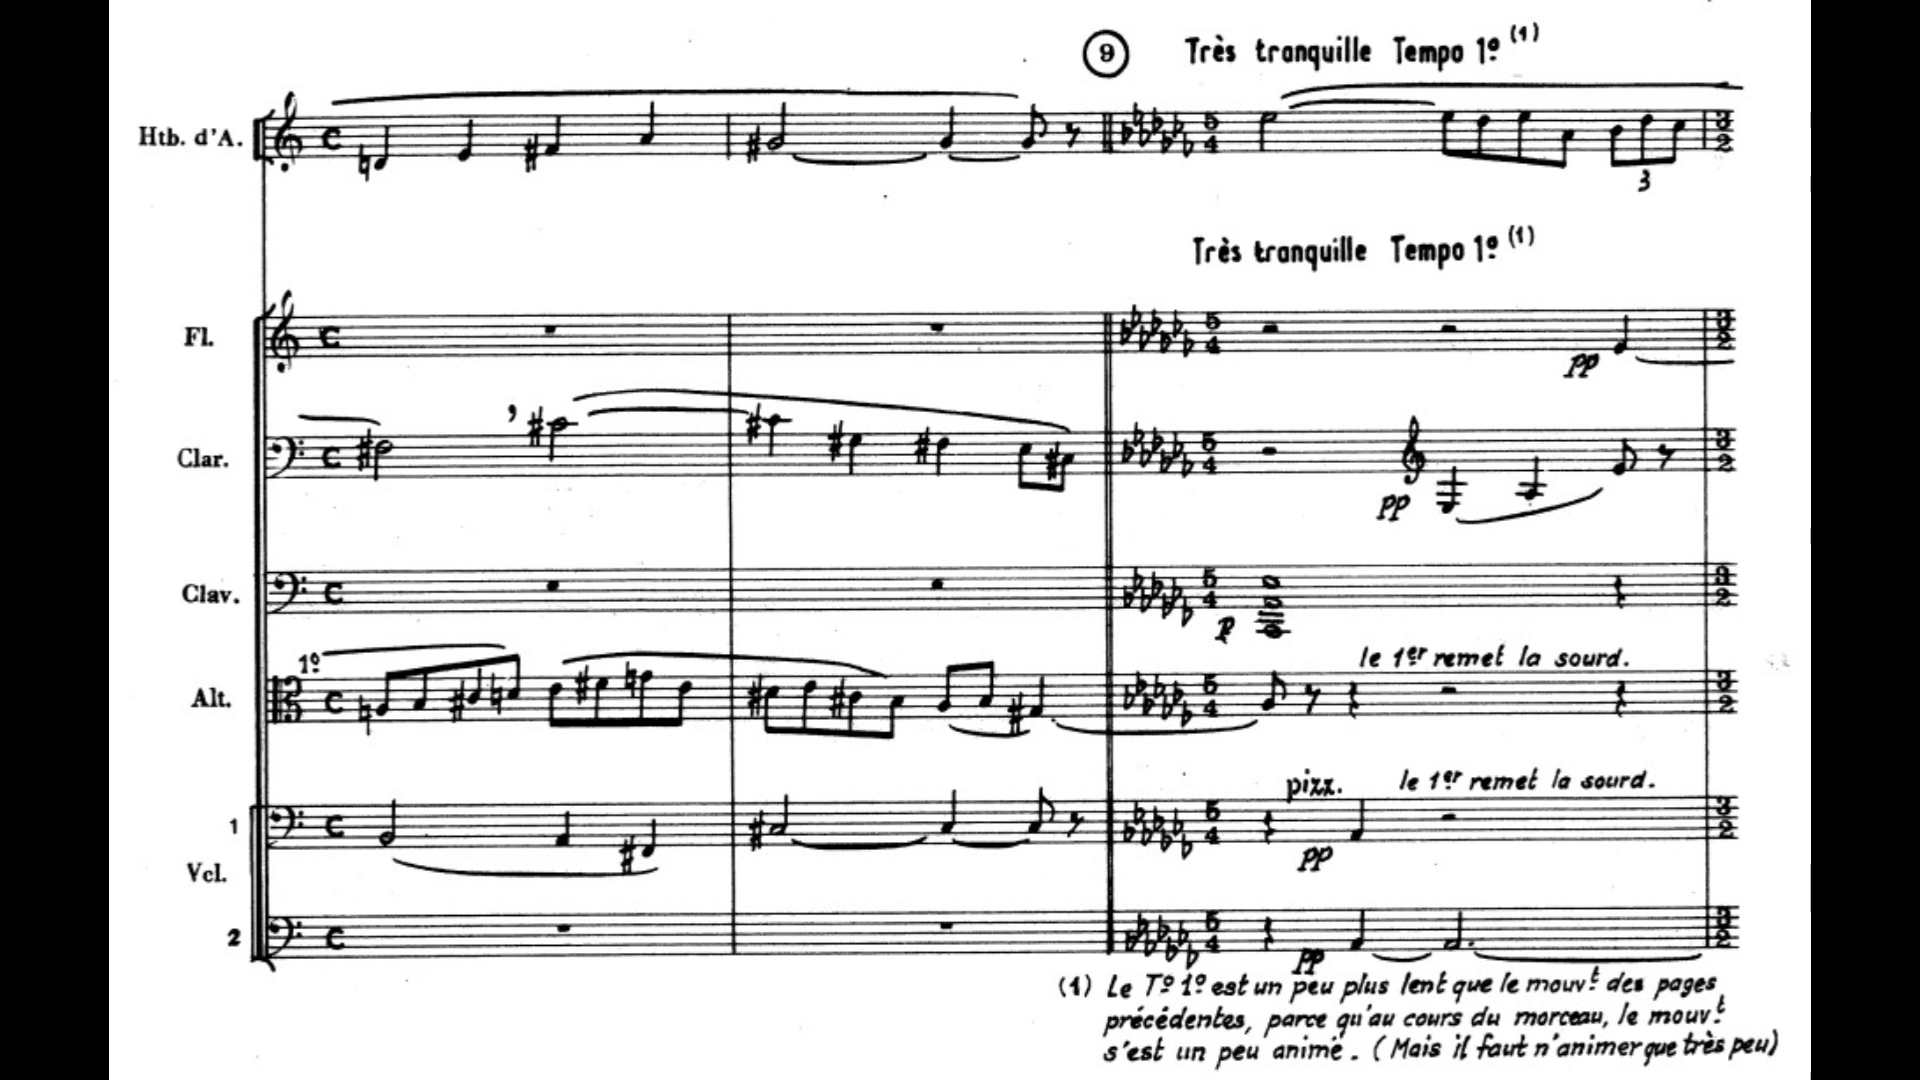 9 Très tranquille Tempo 1º (1)
Htb. d'A.
3
Très tranquille Tempo 1º (1)
Fl.
pp
Clar.
pp
Clav.
p
1º
le 1er remet la sourd.
Alt.
pizz. le 1er remet la sourd.
1
pp
Vcl.
2
pp
(1) Le Tº 1º est un peu plus lent que le mouvt des pages
précédentes, parce qu'au cours du morceau, le mouvt
s'est un peu animé. (Mais il faut n'animer que très peu)